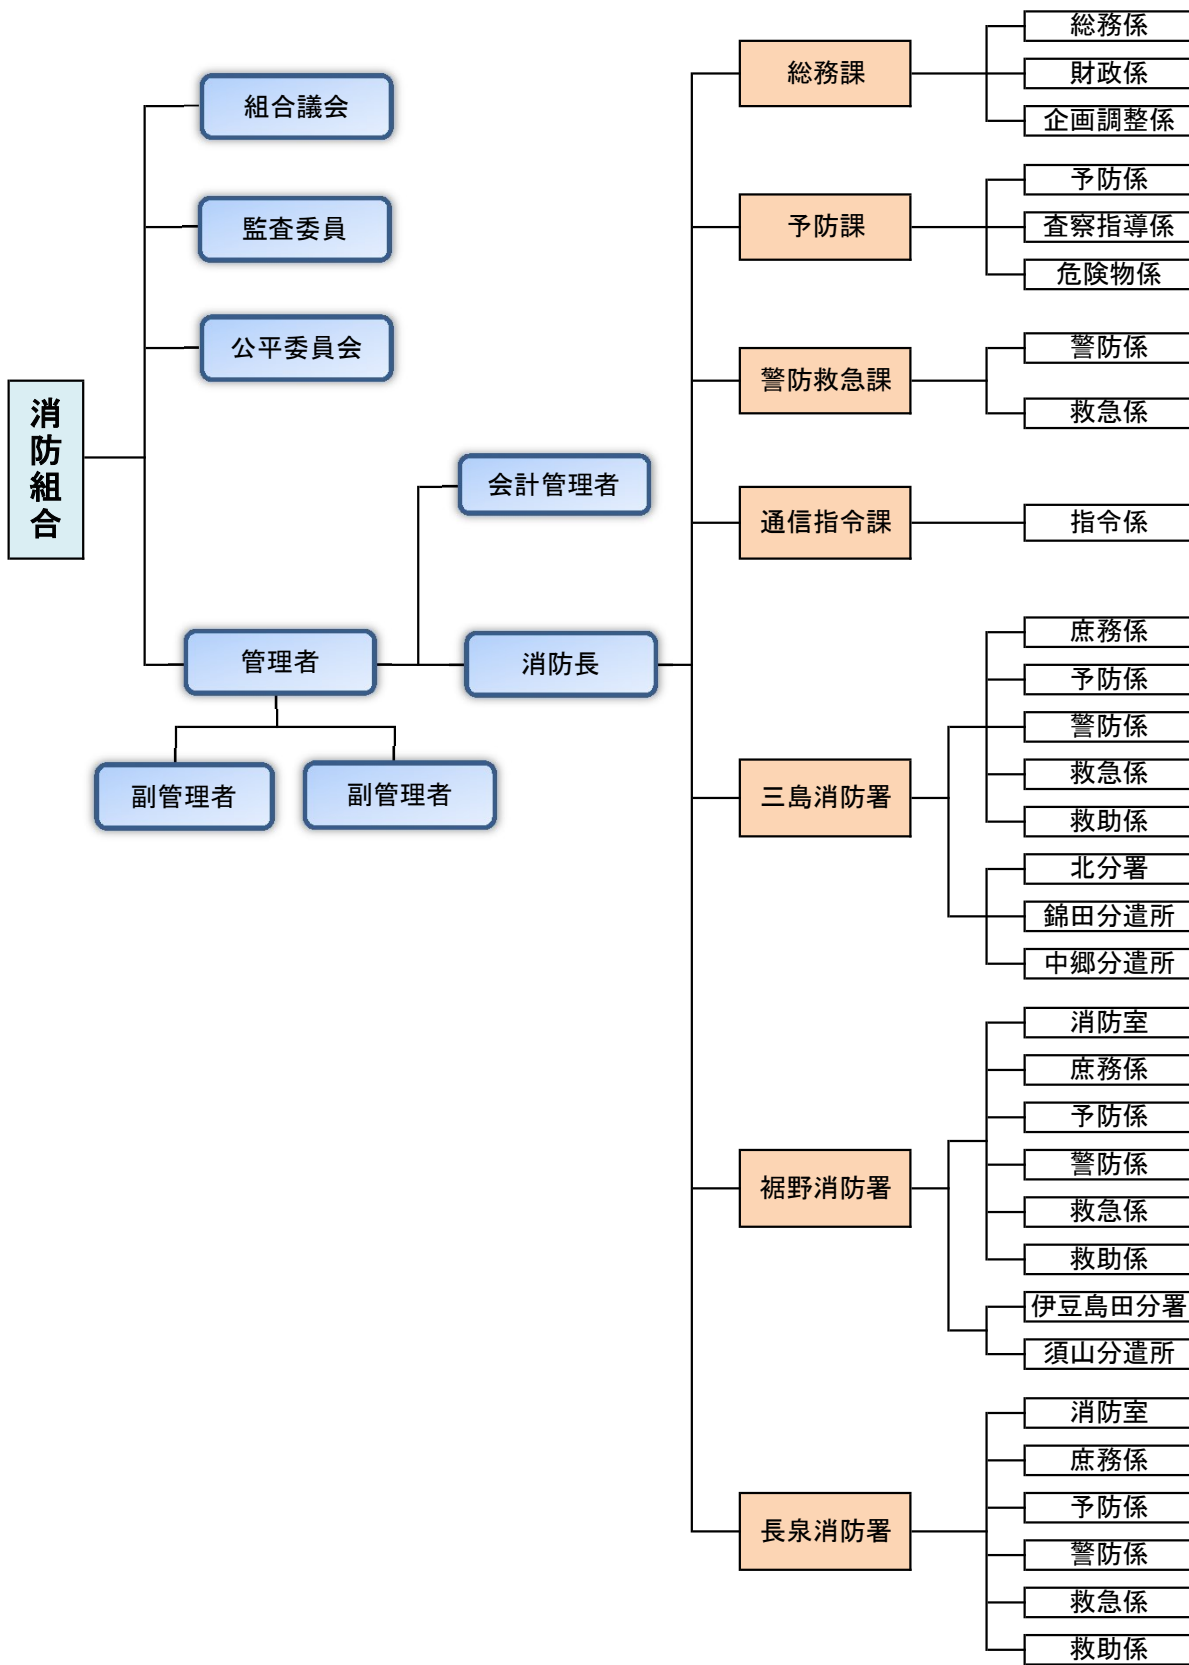 消防組合
組合議会
監査委員
公平委員会
管理者
副管理者
副管理者
会計管理者
消防長
総務課
総務係
財政係
企画調整係
予防課
予防係
査察指導係
危険物係
警防救急課
警防係
救急係
通信指令課
指令係
三島消防署
庶務係
予防係
警防係
救急係
救助係
北分署
錦田分遣所
中郷分遣所
裾野消防署
消防室
庶務係
予防係
警防係
救急係
救助係
伊豆島田分署
須山分遣所
長泉消防署
消防室
庶務係
予防係
警防係
救急係
救助係